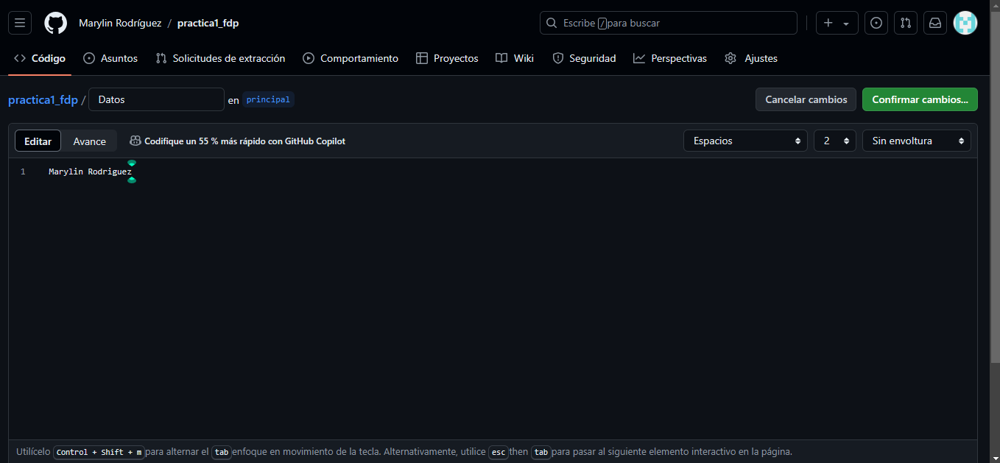 Marylin Rodríguez / practica1_fdp
Escribe / para buscar
Código Asuntos Solicitudes de extracción Comportamiento Proyectos Wiki Seguridad Perspectivas Ajustes
practica1_fdp / Datos en principal Cancelar cambios Confirmar cambios...
Editar Avance Codifique un 55 % más rápido con GitHub Copilot Espacios 2 Sin envoltura
1 Marylin Rodriguez
Utilícelo Control + Shift + m para alternar el tab enfoque en movimiento de la tecla. Alternativamente, utilice esc then tab para pasar al siguiente elemento interactivo en la página.